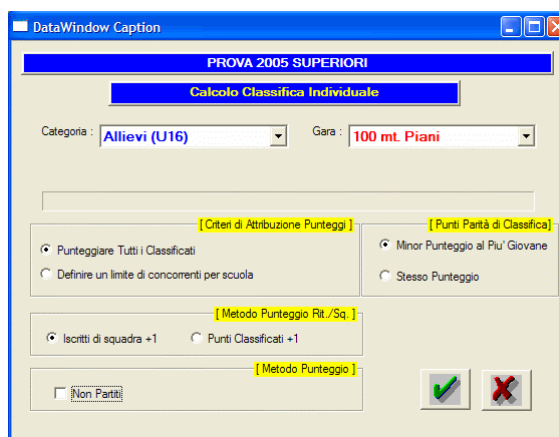 DataWindow Caption
PROVA 2005 SUPERIORI
Calcolo Classifica Individuale
Categoria : Allievi (U16) Gara : 100 mt. Piani
[ Criteri di Attribuzione Punteggi ] [ Punti Parità di Classifica]
Punteggiare Tutti i Classificati Minor Punteggio al Piu' Giovane
Definire un limite di concorrenti per scuola Stesso Punteggio
[ Metodo Punteggio Rit./Sq. ]
Iscritti di squadra +1 Punti Classificati +1
[ Metodo Punteggio ]
Non Partiti